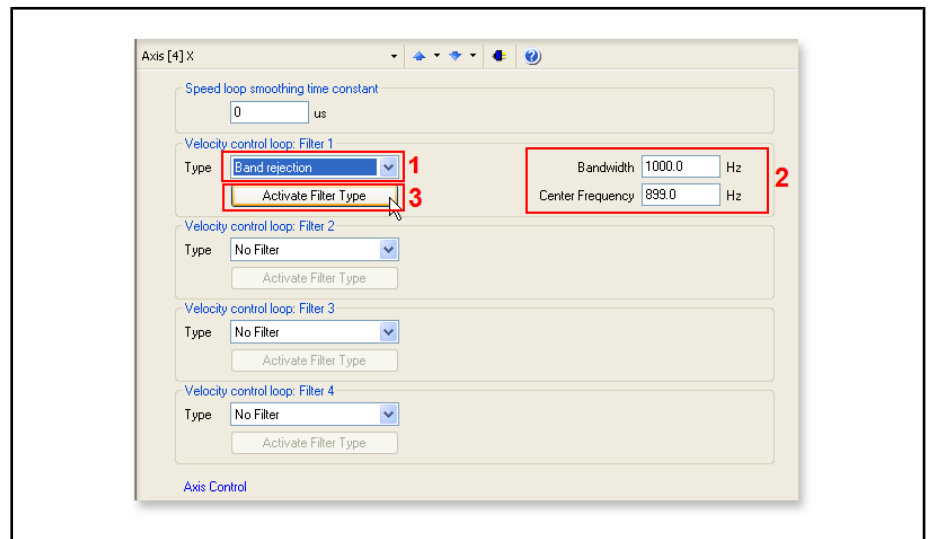 Axis [4] X
Speed loop smoothing time constant
0 us
Velocity control loop: Filter 1
Type Band rejection 1 Bandwidth 1000.0 Hz 2
Activate Filter Type 3 Center Frequency 899.0 Hz
Velocity control loop: Filter 2
Type No Filter
Activate Filter Type
Velocity control loop: Filter 3
Type No Filter
Activate Filter Type
Velocity control loop: Filter 4
Type No Filter
Activate Filter Type
Axis Control